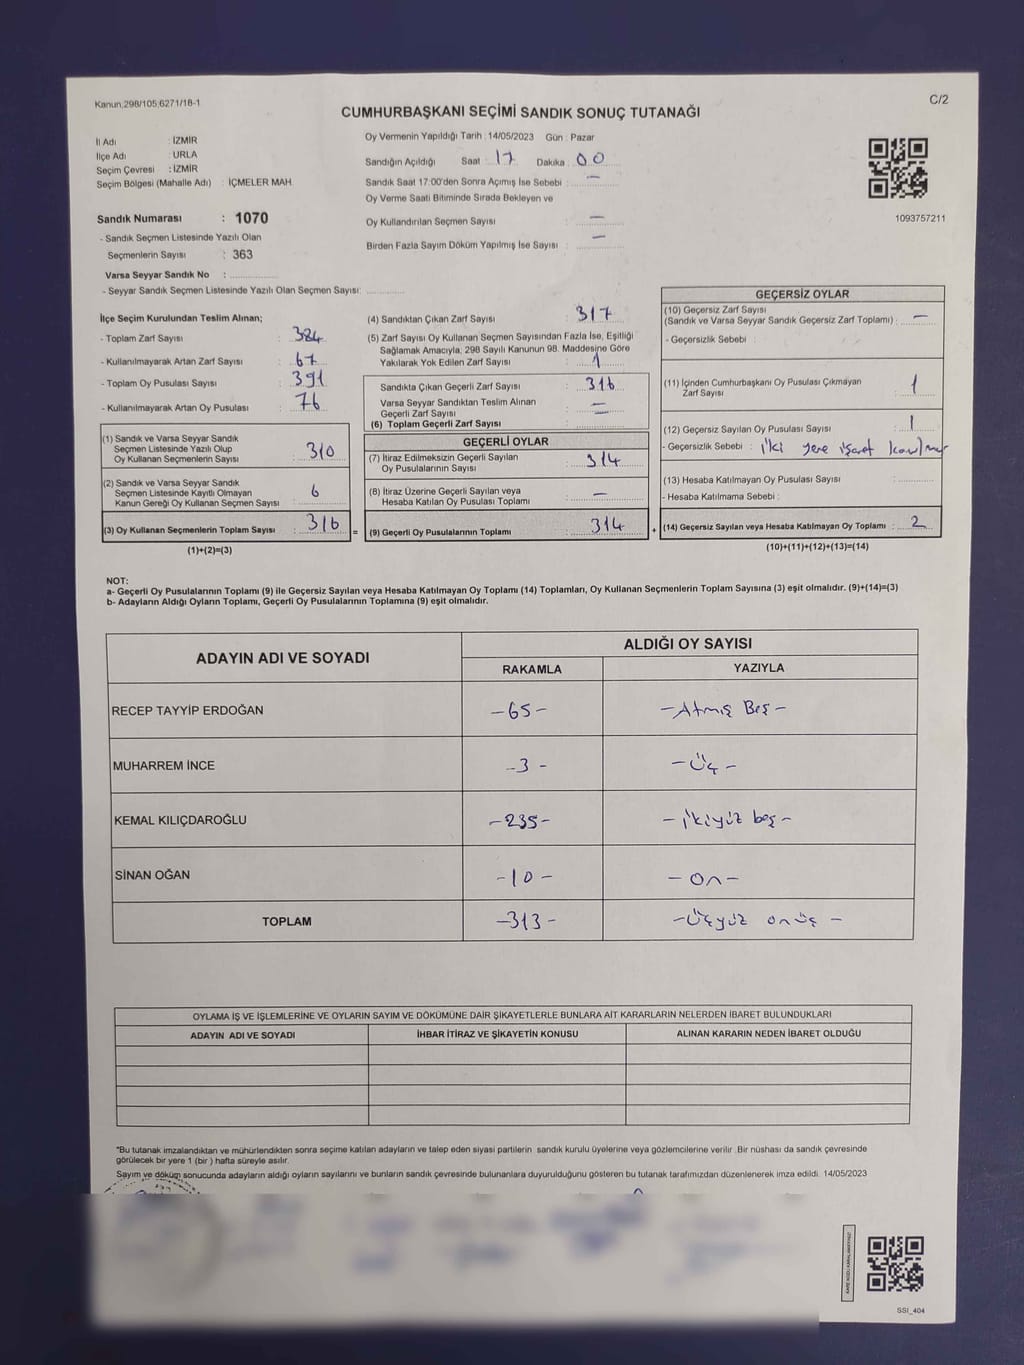 Kanun,298/105;6271/18-1
C/2
CUMHURBAŞKANI SEÇİMİ SANDIK SONUÇ TUTANAĞI
İl Adı : İZMİR
İlçe Adı : URLA
Seçim Çevresi : İZMİR
Seçim Bölgesi (Mahalle Adı) : İÇMELER MAH.
Sandık Numarası : 1070
- Sandık Seçmen Listesinde Yazılı Olan
Seçmenlerin Sayısı : 363
Varsa Seyyar Sandık No :
- Seyyar Sandık Seçmen Listesinde Yazılı Olan Seçmen Sayısı:
Oy Vermenin Yapıldığı Tarih : 14/05/2023 Gün : Pazar
Sandığın Açıldığı Saat : 17 Dakika : 00
Sandık Saat 17:00'den Sonra Açılmış İse Sebebi : —
Oy Verme Saati Bitiminde Sırada Bekleyen ve
Oy Kullandırılan Seçmen Sayısı : —
Birden Fazla Sayım Döküm Yapılmış İse Sayısı : —
1093757211
İlçe Seçim Kurulundan Teslim Alınan;
- Toplam Zarf Sayısı : 384
- Kullanılmayarak Artan Zarf Sayısı : 67
- Toplam Oy Pusulası Sayısı : 391
- Kullanılmayarak Artan Oy Pusulası : 76
(1) Sandık ve Varsa Seyyar Sandık
Seçmen Listesinde Yazılı Olup
Oy Kullanan Seçmenlerin Sayısı : 310
(2) Sandık ve Varsa Seyyar Sandık
Seçmen Listesinde Kayıtlı Olmayan
Kanun Gereği Oy Kullanan Seçmen Sayısı : 6
(3) Oy Kullanan Seçmenlerin Toplam Sayısı : 316
(1)+(2)=(3)
(4) Sandıktan Çıkan Zarf Sayısı : 317
(5) Zarf Sayısı Oy Kullanan Seçmen Sayısından Fazla İse, Eşitliği
Sağlamak Amacıyla, 298 Sayılı Kanunun 98. Maddesine Göre
Yakılarak Yok Edilen Zarf Sayısı : 1
Sandıkta Çıkan Geçerli Zarf Sayısı : 316
Varsa Seyyar Sandıktan Teslim Alınan
Geçerli Zarf Sayısı : —
(6) Toplam Geçerli Zarf Sayısı : —
GEÇERLİ OYLAR
(7) İtiraz Edilmeksizin Geçerli Sayılan
Oy Pusulalarının Sayısı : 314
(8) İtiraz Üzerine Geçerli Sayılan veya
Hesaba Katılan Oy Pusulası Toplamı : —
= (9) Geçerli Oy Pusulalarının Toplamı : 314
GEÇERSİZ OYLAR
(10) Geçersiz Zarf Sayısı
(Sandık ve Varsa Seyyar Sandık Geçersiz Zarf Toplamı) : —
- Geçersizlik Sebebi :
(11) İçinden Cumhurbaşkanı Oy Pusulası Çıkmayan
Zarf Sayısı : 1
(12) Geçersiz Sayılan Oy Pusulası Sayısı : 1
- Geçersizlik Sebebi : iki yere işaret
(13) Hesaba Katılmayan Oy Pusulası Sayısı :
- Hesaba Katılmama Sebebi :
+ (14) Geçersiz Sayılan veya Hesaba Katılmayan Oy Toplamı : 2
(10)+(11)+(12)+(13)=(14)
NOT:
a- Geçerli Oy Pusulalarının Toplamı (9) ile Geçersiz Sayılan veya Hesaba Katılmayan Oy Toplamı (14) Toplamları, Oy Kullanan Seçmenlerin Toplam Sayısına (3) eşit olmalıdır. (9)+(14)=(3)
b- Adayların Aldığı Oyların Toplamı, Geçerli Oy Pusulalarının Toplamına (9) eşit olmalıdır.
ADAYIN ADI VE SOYADI
ALDIĞI OY SAYISI
RAKAMLA YAZIYLA
RECEP TAYYİP ERDOĞAN -65- -Atmış Beş-
MUHARREM İNCE -3- -Üç-
KEMAL KILIÇDAROĞLU -235- -ikiyüz beş-
SİNAN OĞAN -10- -On-
TOPLAM -313- -Üçyüz onüç-
OYLAMA İŞ VE İŞLEMLERİNE VE OYLARIN SAYIM VE DÖKÜMÜNE DAİR ŞİKAYETLERLE BUNLARA AİT KARARLARIN NELERDEN İBARET BULUNDUKLARI
ADAYIN ADI VE SOYADI İHBAR İTİRAZ VE ŞİKAYETİN KONUSU ALINAN KARARIN NEDEN İBARET OLDUĞU
*Bu tutanak imzalandıktan ve mühürlendikten sonra seçime katılan adayların ve talep eden siyasi partilerin sandık kurulu üyelerine veya gözlemcilerine verilir .Bir nüshası da sandık çevresinde
görülecek bir yere 1 (bir ) hafta süreyle asılır.
Sayım ve döküm sonucunda adayların aldığı oyların sayılarını ve bunların sandık çevresinde bulunanlara duyurulduğunu gösteren bu tutanak tarafımızdan düzenlenerek imza edildi. 14/05/2023
SSI_404